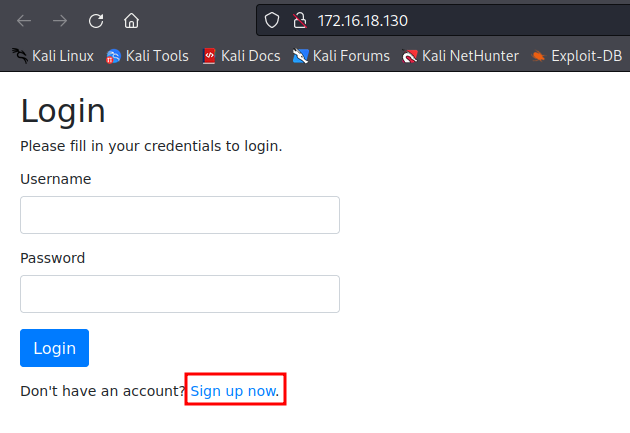 172.16.18.130
Kali Linux Kali Tools Kali Docs Kali Forums Kali NetHunter Exploit-DB
Login
Please fill in your credentials to login.
Username
Password
Login
Don't have an account? Sign up now.